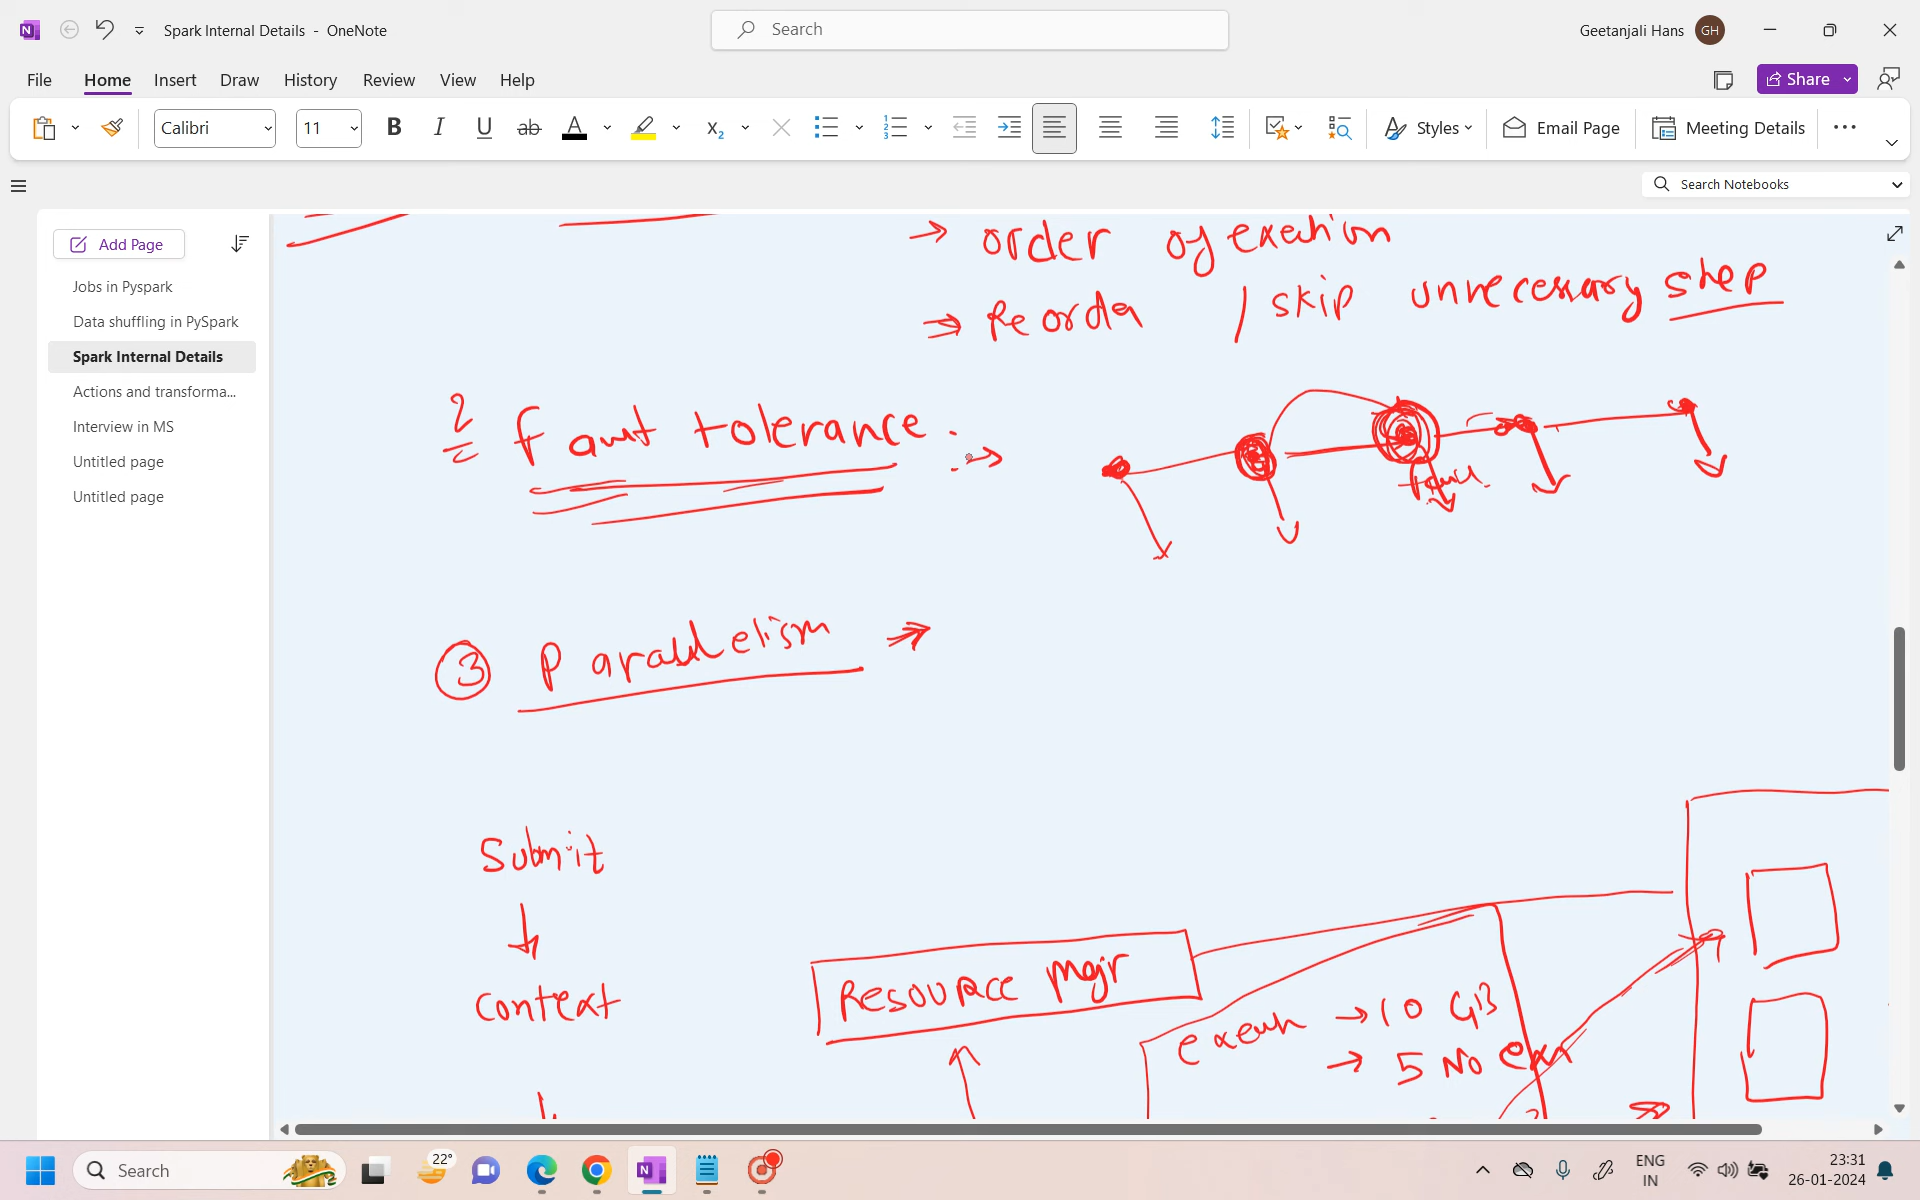 Spark Internal Details - OneNote
Search
Geetanjali Hans GH
File Home Insert Draw History Review View Help
Share
Calibri 11 B I U ab A Styles Email Page Meeting Details
Search Notebooks
Add Page
Jobs in Pyspark
Data shuffling in PySpark
Spark Internal Details
Actions and transforma...
Interview in MS
Untitled page
Untitled page
→ order of exection
⇒ Reorder / skip unnecessary step
2 fault tolerance :→
③ Parallelism →
Submit
Context
Resource Mgr
→ 10 GB
→ 5 No
Search
22°
ENG
IN
23:31
26-01-2024